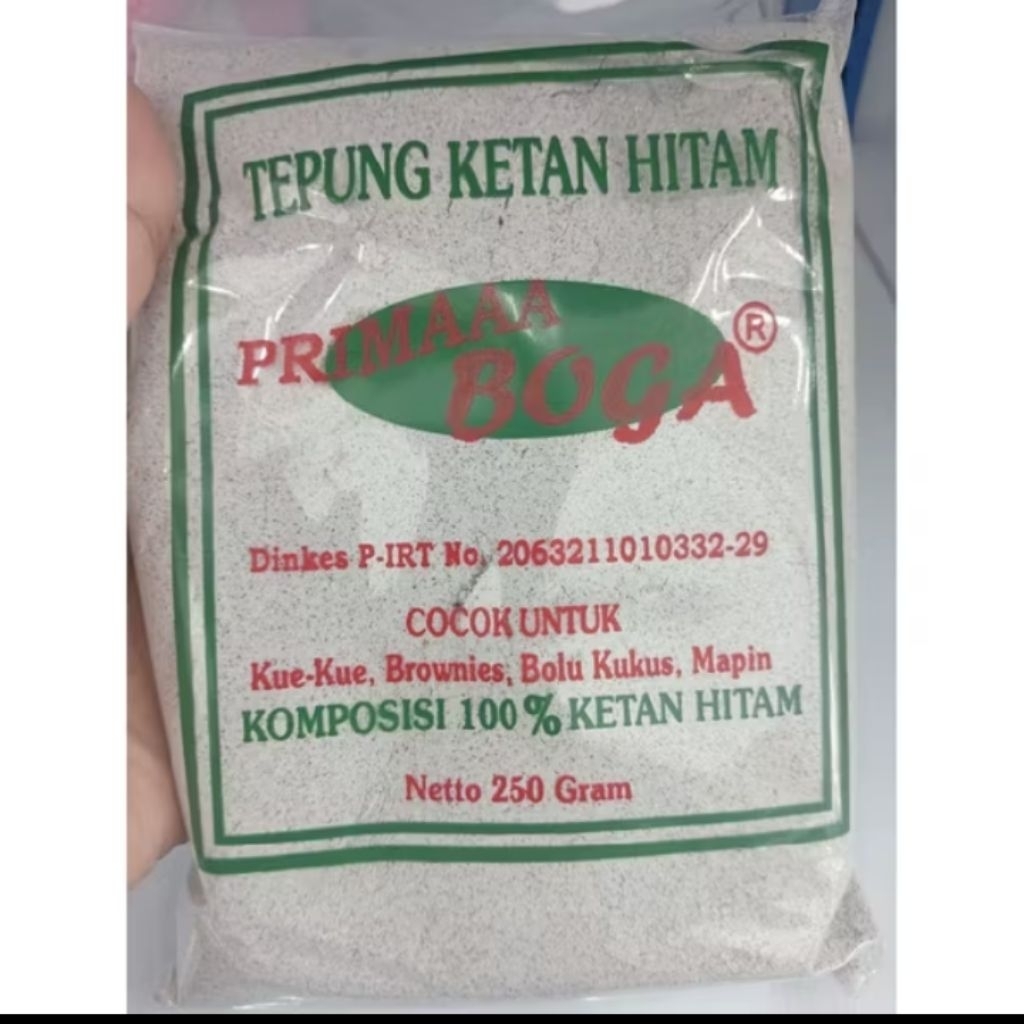 TEPUNG KETAN HITAM
PRIMAAA
BOGA ®
Dinkes P-IRT No. 2063211010332-29
COCOK UNTUK
Kue-Kue, Brownies, Bolu Kukus, Mapin
KOMPOSISI 100% KETAN HITAM
Netto 250 Gram